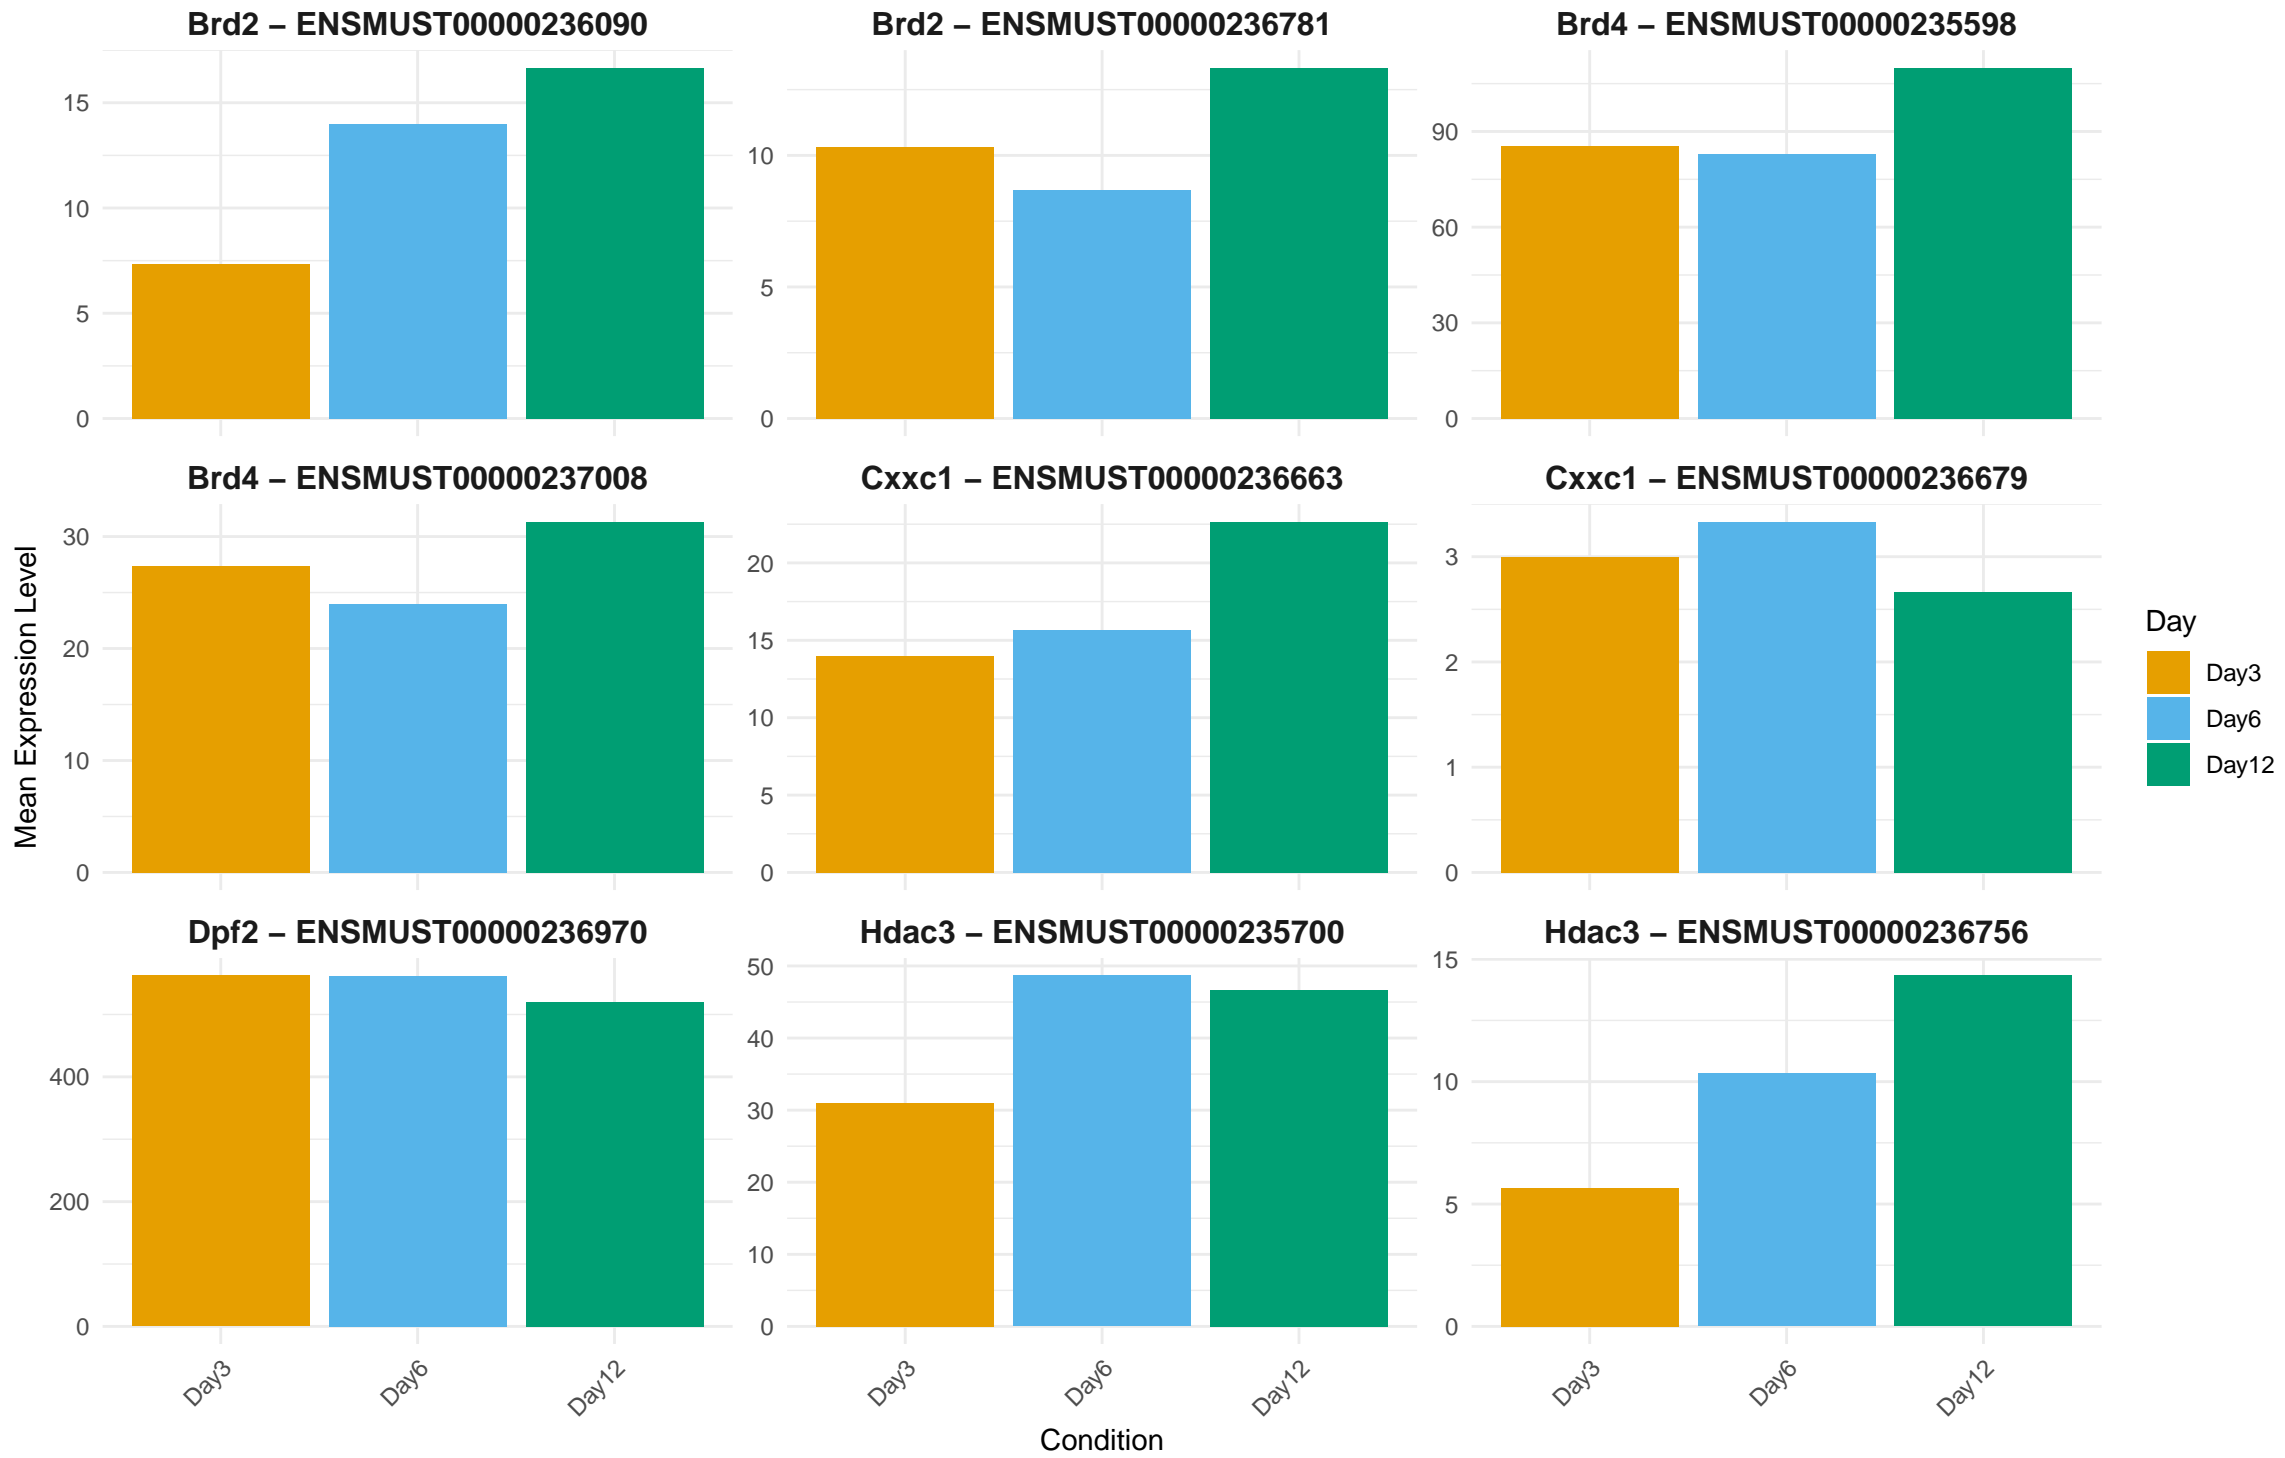 Brd2 – ENSMUST00000236090
Brd2 – ENSMUST00000236781
Brd4 – ENSMUST00000235598
15
10
5
0
10
5
0
90
60
30
0
Brd4 – ENSMUST00000237008
Cxxc1 – ENSMUST00000236663
Cxxc1 – ENSMUST00000236679
30
20
10
0
20
15
10
5
0
3
2
1
0
Mean Expression Level
Dpf2 – ENSMUST00000236970
Hdac3 – ENSMUST00000235700
Hdac3 – ENSMUST00000236756
400
200
0
50
40
30
20
10
0
15
10
5
0
Day3
Day6
Day12
Day3
Day6
Day12
Day3
Day6
Day12
Condition
Day
Day3
Day6
Day12